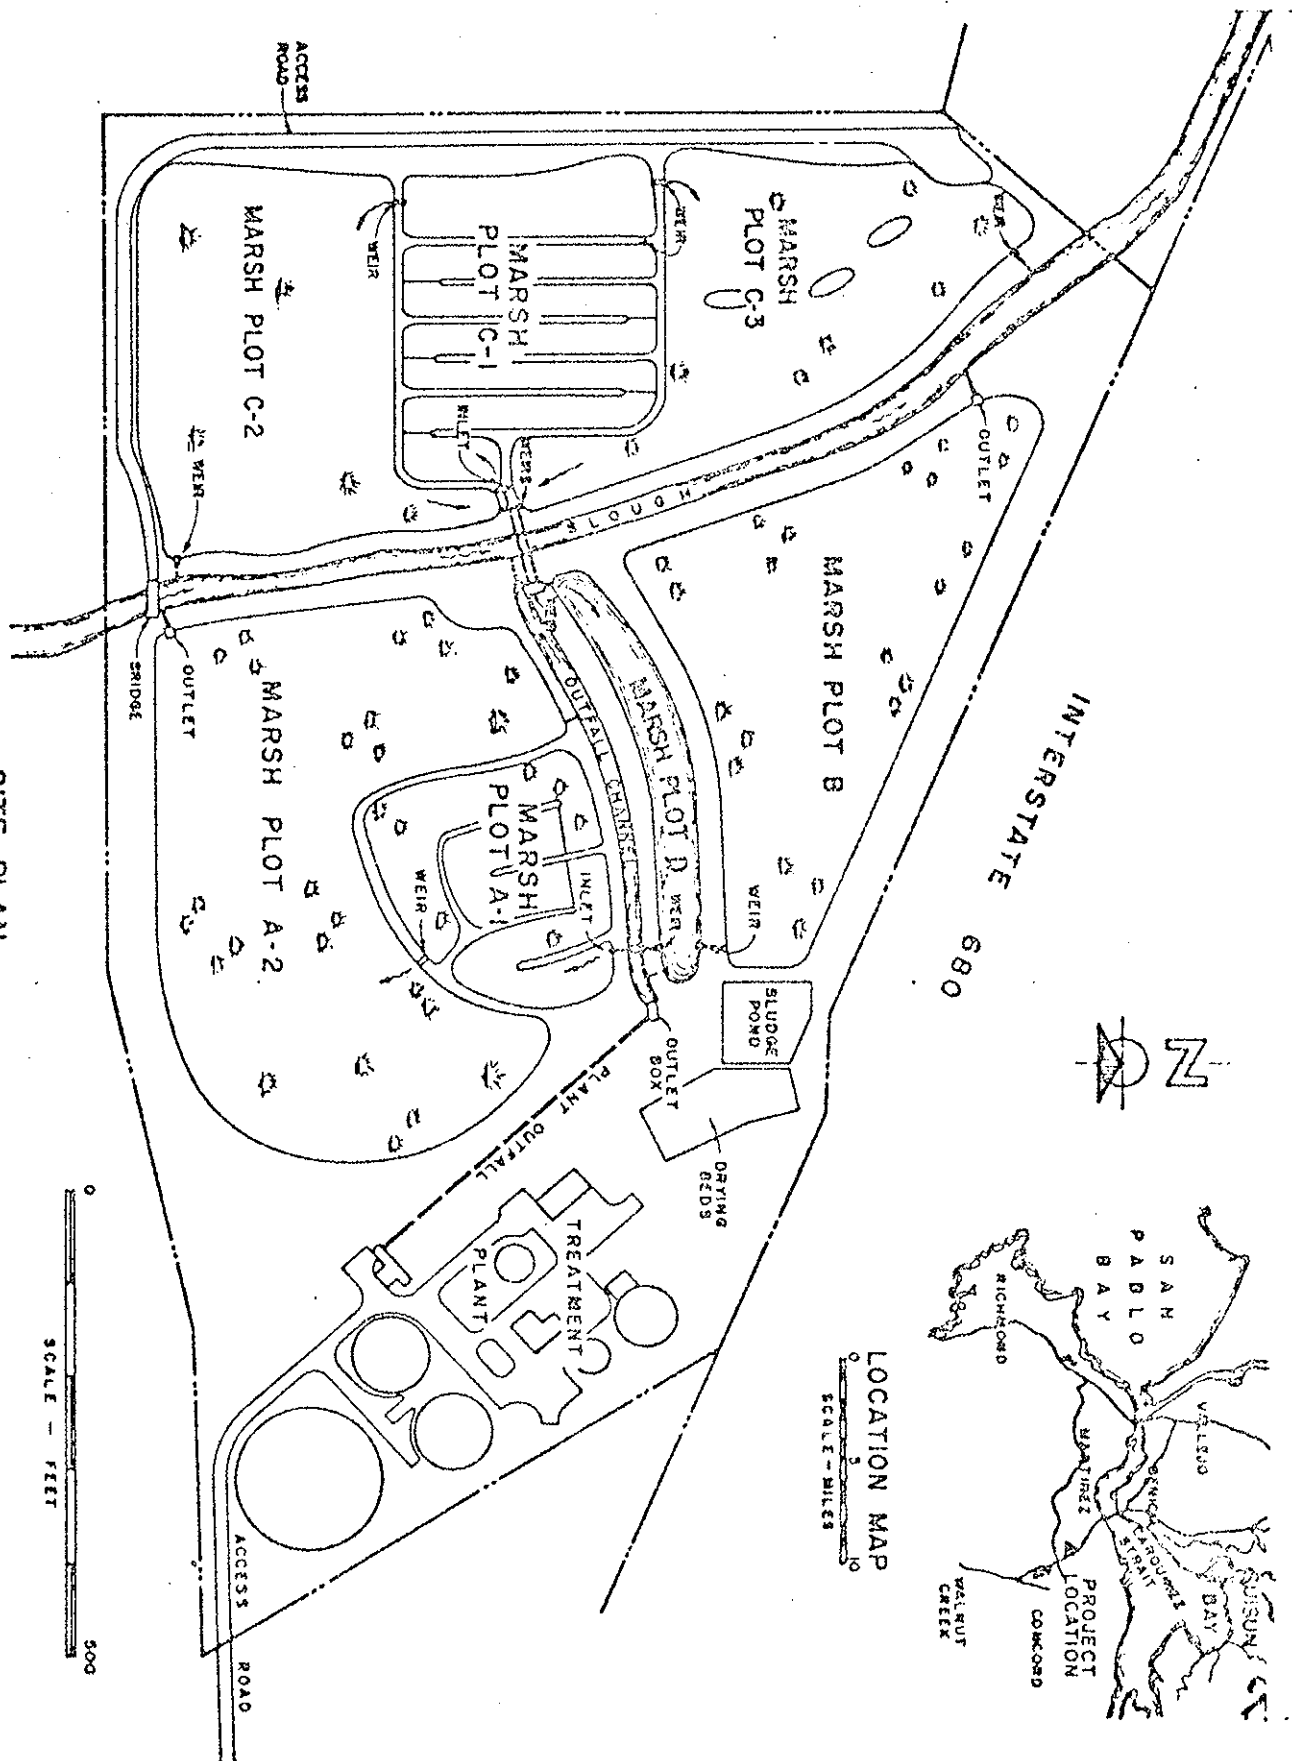 ACCESS
ROAD
MARSH PLOT C-2
WEIR
WEIR
MARSH
PLOT C-1
WEIR
INLET
WEIRS
MARSH
PLOT C-3
WEIR
SLOUGH
OUTLET
MARSH PLOT B
WEIR
INTERSTATE 680
MARSH PLOT D
WEIR
WEIR
OUTFALL CHANNEL
MARSH
PLOT A-1
INLET
WEIR
MARSH PLOT A-2
OUTLET
BRIDGE
SLUDGE
POND
OUTLET
BOX
DRYING
BEDS
PLANT OUTFALL
TREATMENT
PLANT
ACCESS ROAD
N
SAN
PABLO
BAY
RICHMOND
VALLEJO
BENICIA
MARTINEZ
CARQUINEZ
STRAIT
SUISUN
BAY
PROJECT
LOCATION
CONCORD
WALNUT
CREEK
LOCATION MAP
0 5 10
SCALE - MILES
0 500
SCALE - FEET
SITE PLAN